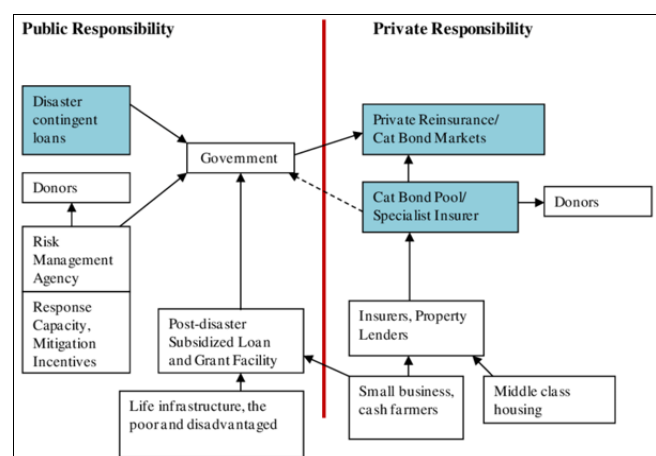 Public Responsibility
Private Responsibility
Disaster
contingent
loans
Government
Private Reinsurance/
Cat Bond Markets
Donors
Cat Bond Pool/
Specialist Insurer
Donors
Risk
Management
Agency
Response
Capacity,
Mitigation
Incentives
Post-disaster
Subsidized Loan
and Grant Facility
Insurers, Property
Lenders
Life infrastructure, the
poor and disadvantaged
Small business,
cash farmers
Middle class
housing